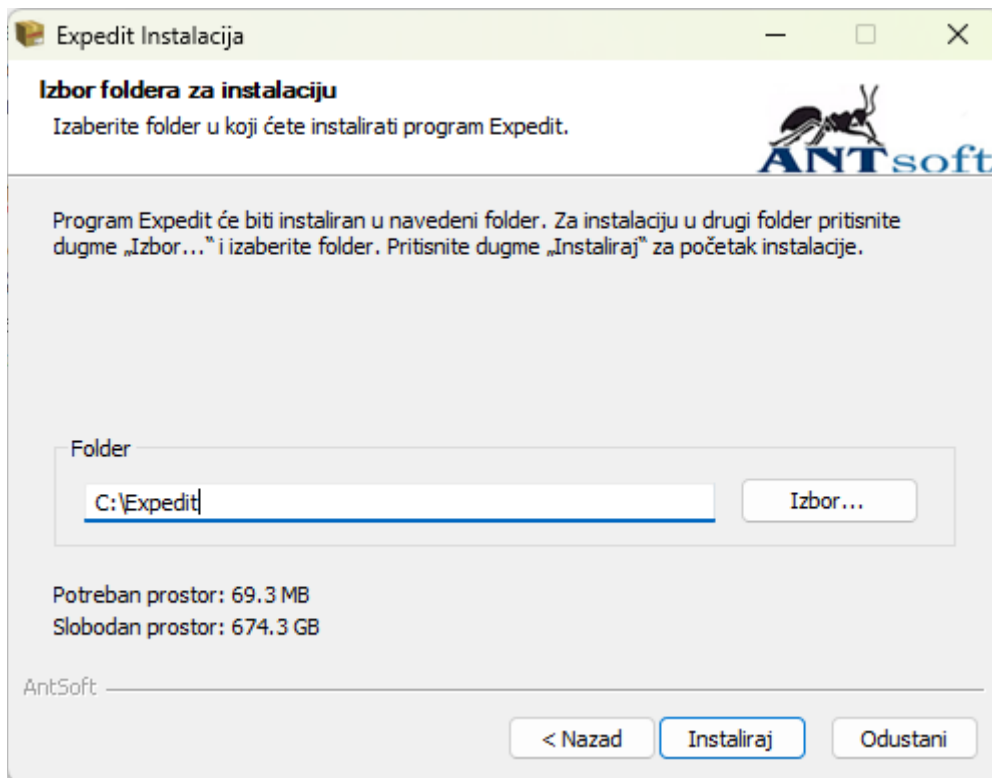 Expedit Instalacija
Izbor foldera za instalaciju
Izaberite folder u koji ćete instalirati program Expedit.
ANTsoft
Program Expedit će biti instaliran u navedeni folder. Za instalaciju u drugi folder pritisnite
dugme „Izbor...“ i izaberite folder. Pritisnite dugme „Instaliraj“ za početak instalacije.
Folder
C:\Expedit
Izbor...
Potreban prostor: 69.3 MB
Slobodan prostor: 674.3 GB
AntSoft
< Nazad
Instaliraj
Odustani